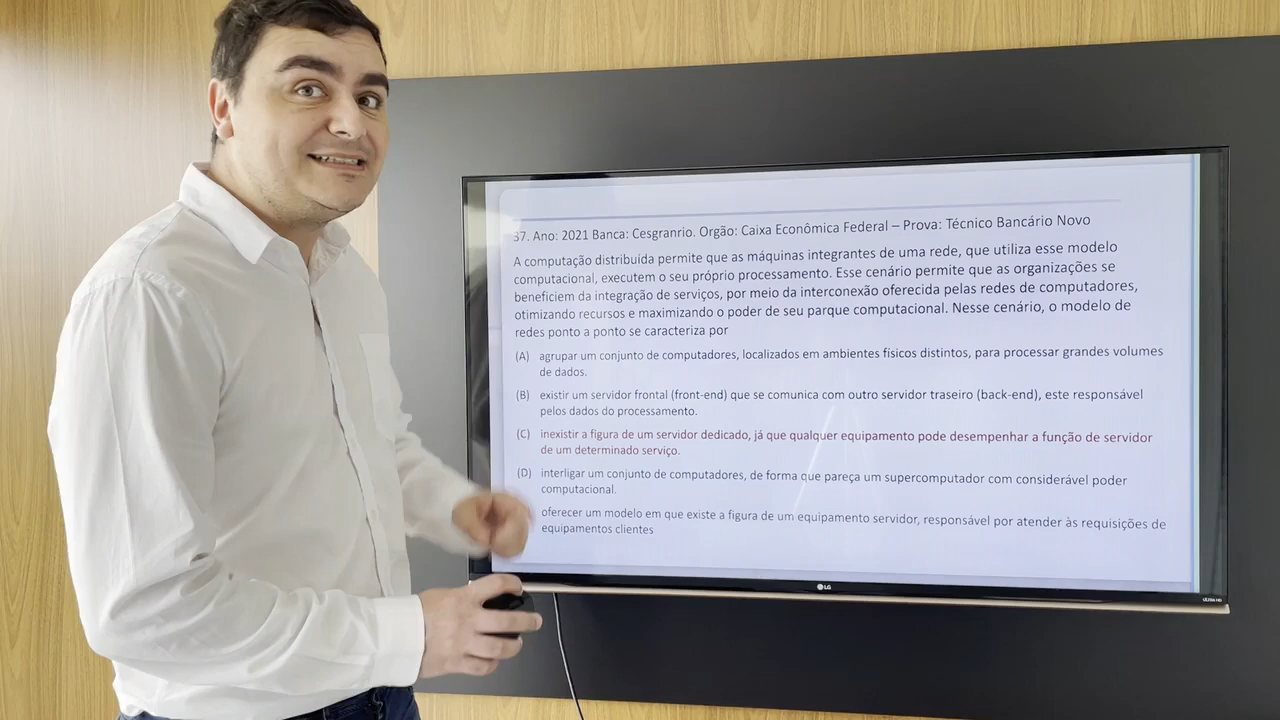 37. Ano: 2021 Banca: Cesgranrio. Orgão: Caixa Econômica Federal – Prova: Técnico Bancário Novo
A computação distribuída permite que as máquinas integrantes de uma rede, que utiliza esse modelo
computacional, executem o seu próprio processamento. Esse cenário permite que as organizações se
beneficiem da integração de serviços, por meio da interconexão oferecida pelas redes de computadores,
otimizando recursos e maximizando o poder de seu parque computacional. Nesse cenário, o modelo de
redes ponto a ponto se caracteriza por
(A) agrupar um conjunto de computadores, localizados em ambientes físicos distintos, para processar grandes volumes
de dados.
(B) existir um servidor frontal (front-end) que se comunica com outro servidor traseiro (back-end), este responsável
pelos dados do processamento.
(C) inexistir a figura de um servidor dedicado, já que qualquer equipamento pode desempenhar a função de servidor
de um determinado serviço.
(D) interligar um conjunto de computadores, de forma que pareça um supercomputador com considerável poder
computacional.
oferecer um modelo em que existe a figura de um equipamento servidor, responsável por atender às requisições de
equipamentos clientes
LG
ULTRA HD